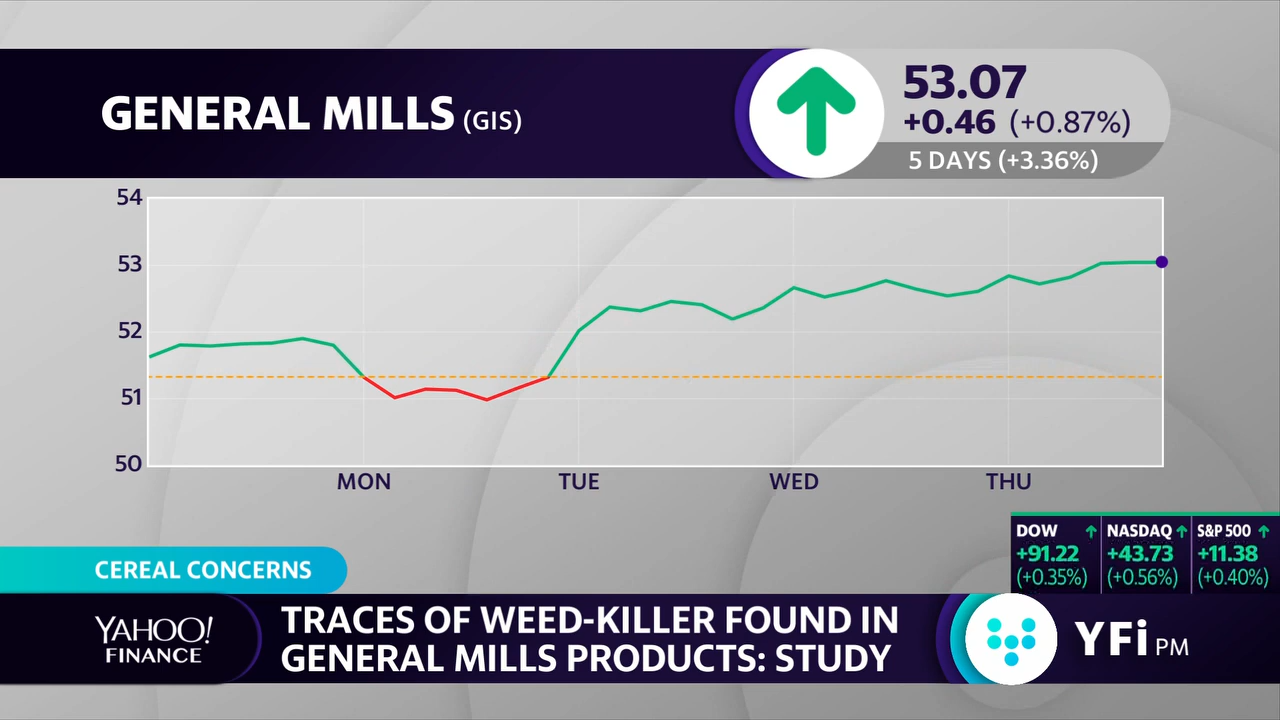 GENERAL MILLS (GIS)
53.07
+0.46 (+0.87%)
5 DAYS (+3.36%)
54
53
52
51
50
MON TUE WED THU
DOW NASDAQ S&P 500
+91.22 +43.73 +11.38
(+0.35%) (+0.56%) (+0.40%)
CEREAL CONCERNS
YAHOO!
FINANCE
TRACES OF WEED-KILLER FOUND IN
GENERAL MILLS PRODUCTS: STUDY
YFi PM